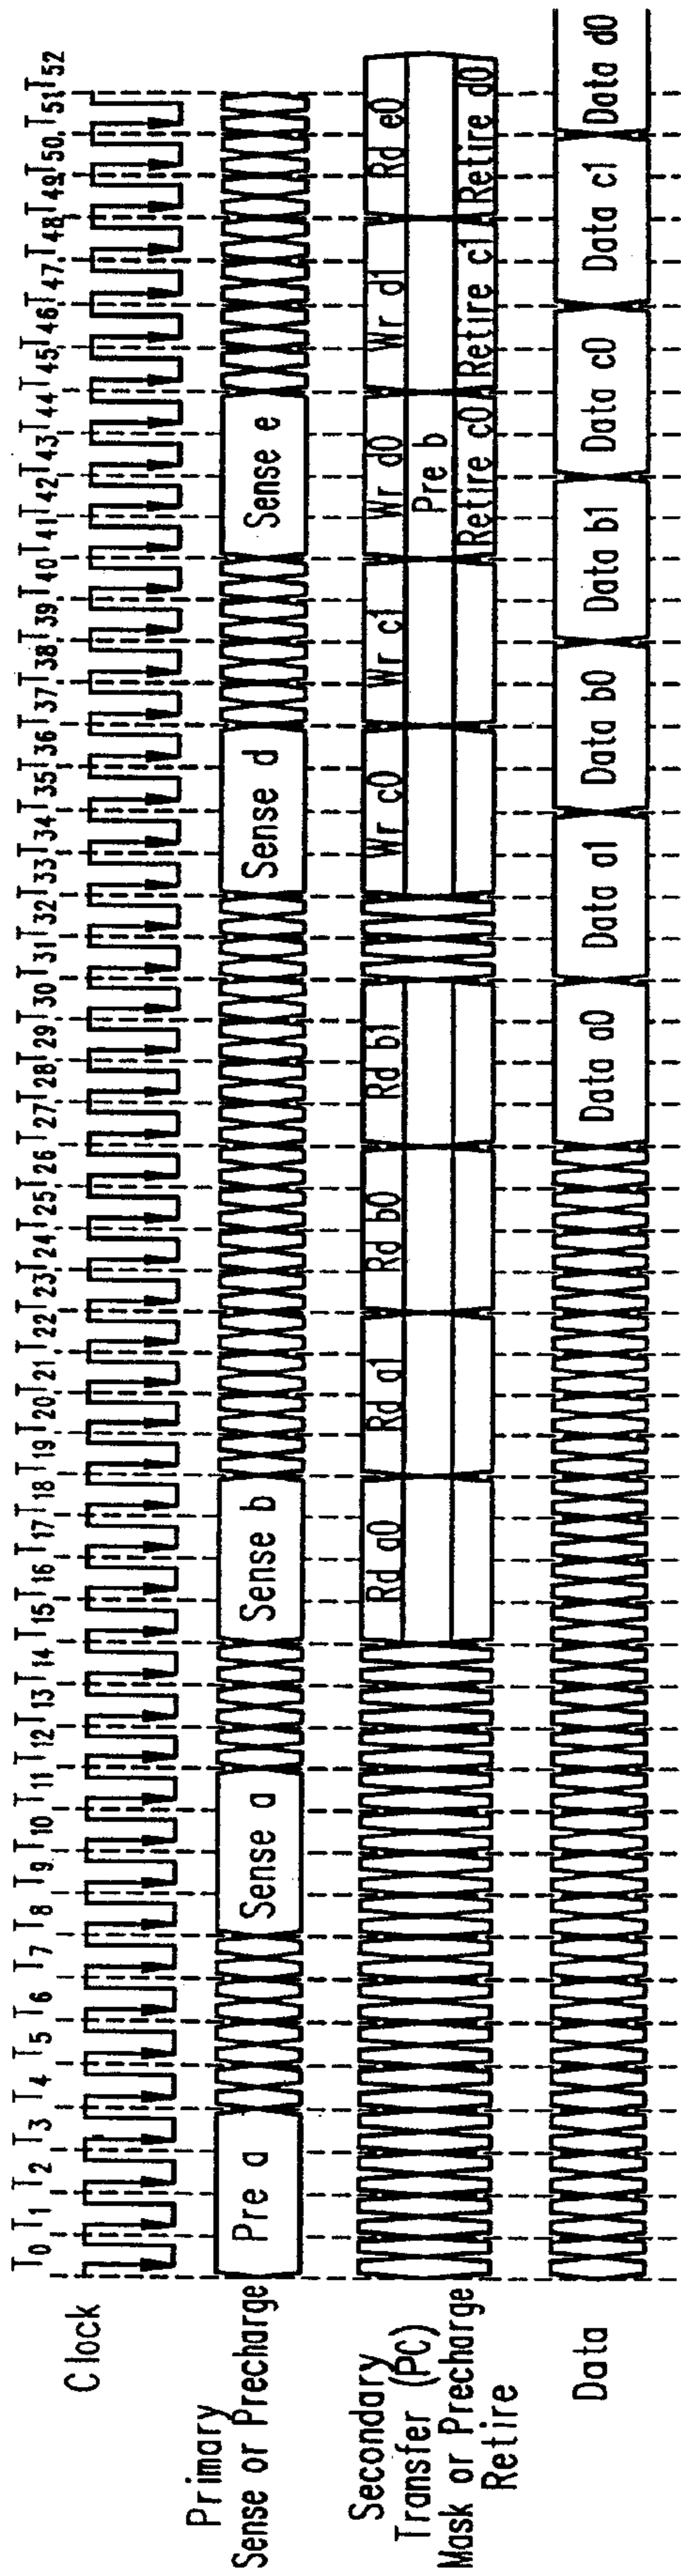 T0 T1 T2 T3 T4 T5 T6 T7 T8 T9 T10 T11 T12 T13 T14 T15 T16 T17 T18 T19 T20 T21 T22 T23 T24 T25 T26 T27 T28 T29 T30 T31 T32 T33 T34 T35 T36 T37 T38 T39 T40 T41 T42 T43 T44 T45 T46 T47 T48 T49 T50 T51 T52
Clock
Primary
Sense or Precharge
Pre a Sense a Sense b Sense d Sense e
Secondary
Transfer (PC)
Rd a0 Rd a1 Rd b0 Rd b1 Wr c0 Wr c1 Wr d0 Wr d1 Rd e0
Mask or Precharge
Pre b
Retire
Retire c0 Retire c1 Retire d0
Data
Data a0 Data a1 Data b0 Data b1 Data c0 Data c1 Data d0